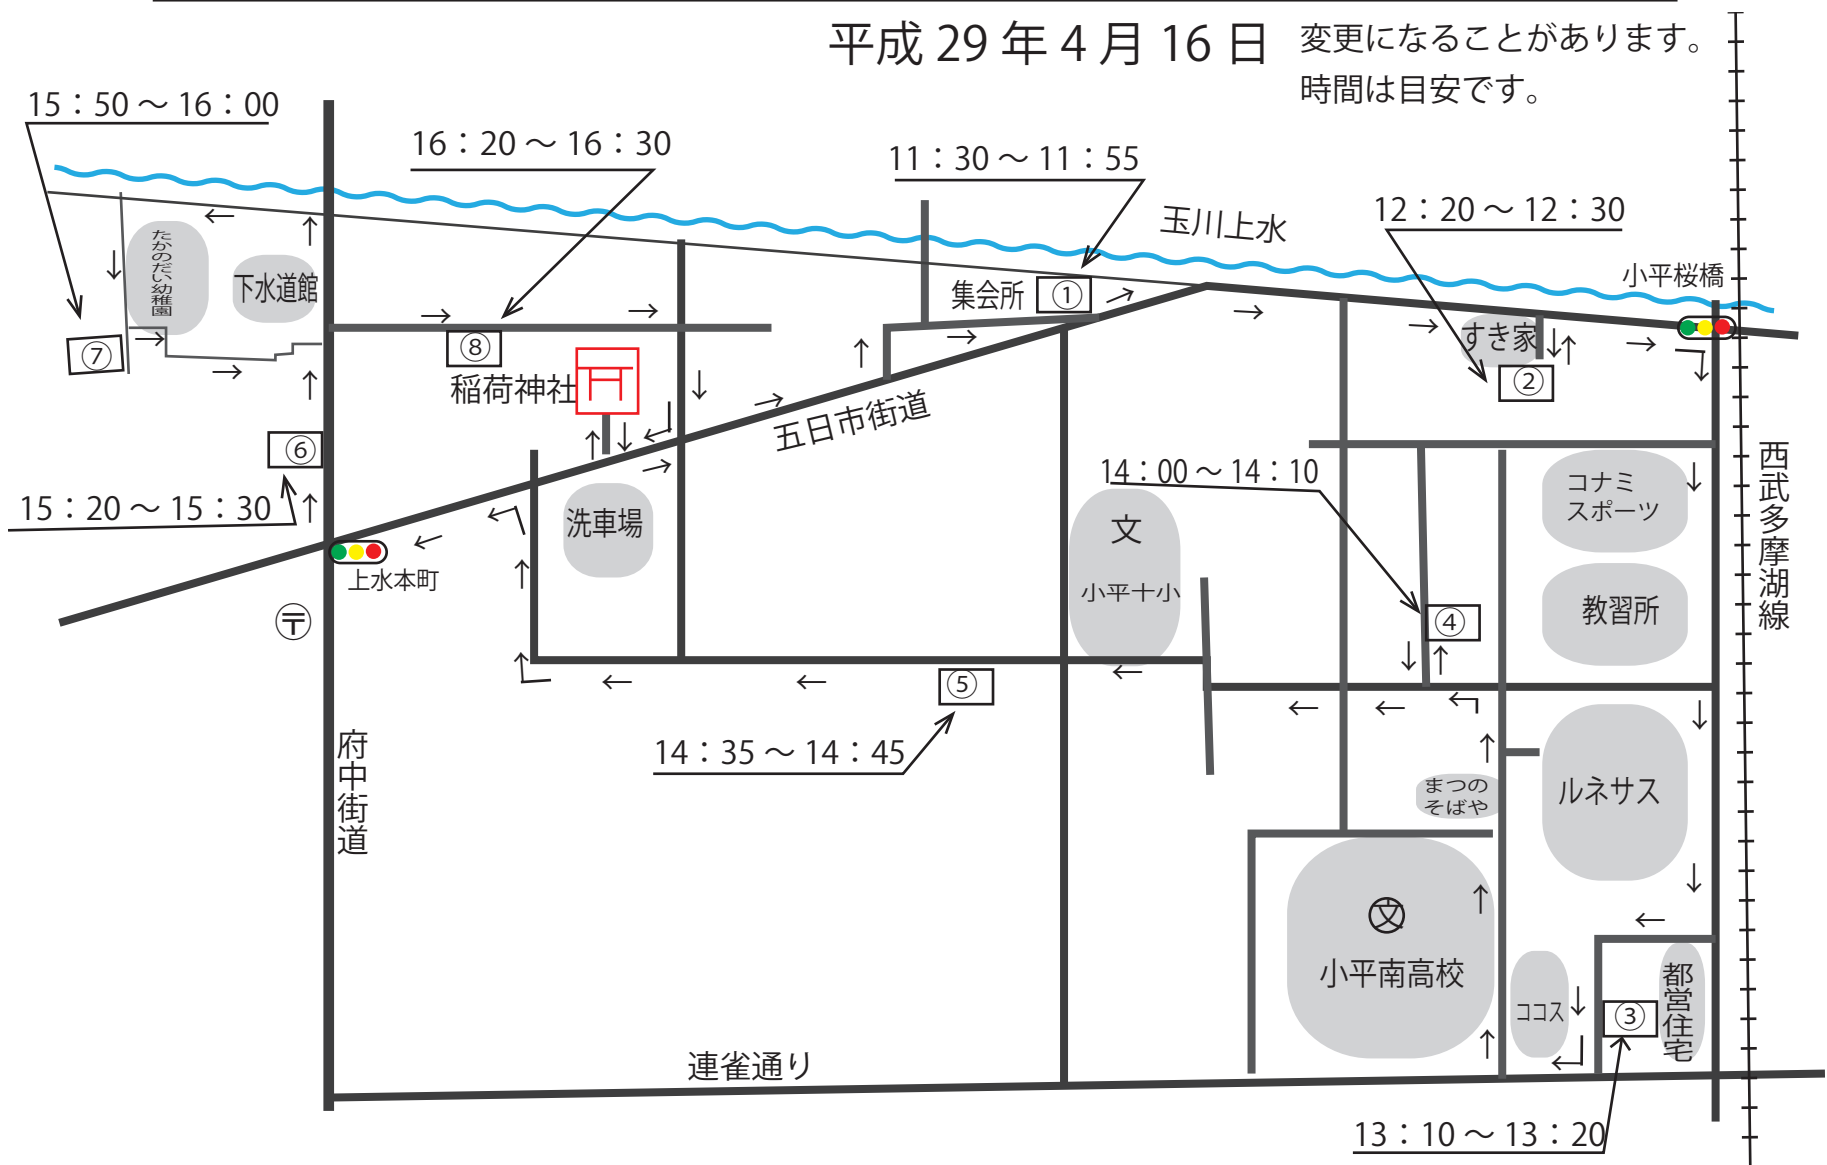 平成 29 年 4 月 16 日
変更になることがあります。
時間は目安です。
15：50 〜 16：00
16：20 〜 16：30
11：30 〜 11：55
12：20 〜 12：30
玉川上水
小平桜橋
たかのだい幼稚園
下水道館
集会所
①
すき家
②
⑦
⑧
稲荷神社
五日市街道
⑥
15：20 〜 15：30
14：00 〜 14：10
コナミ
スポーツ
西武多摩湖線
洗車場
文
小平十小
上水本町
〒
教習所
④
⑤
14：35 〜 14：45
府中街道
まつの
そばや
ルネサス
文
小平南高校
ココス
③
都営住宅
連雀通り
13：10 〜 13：20